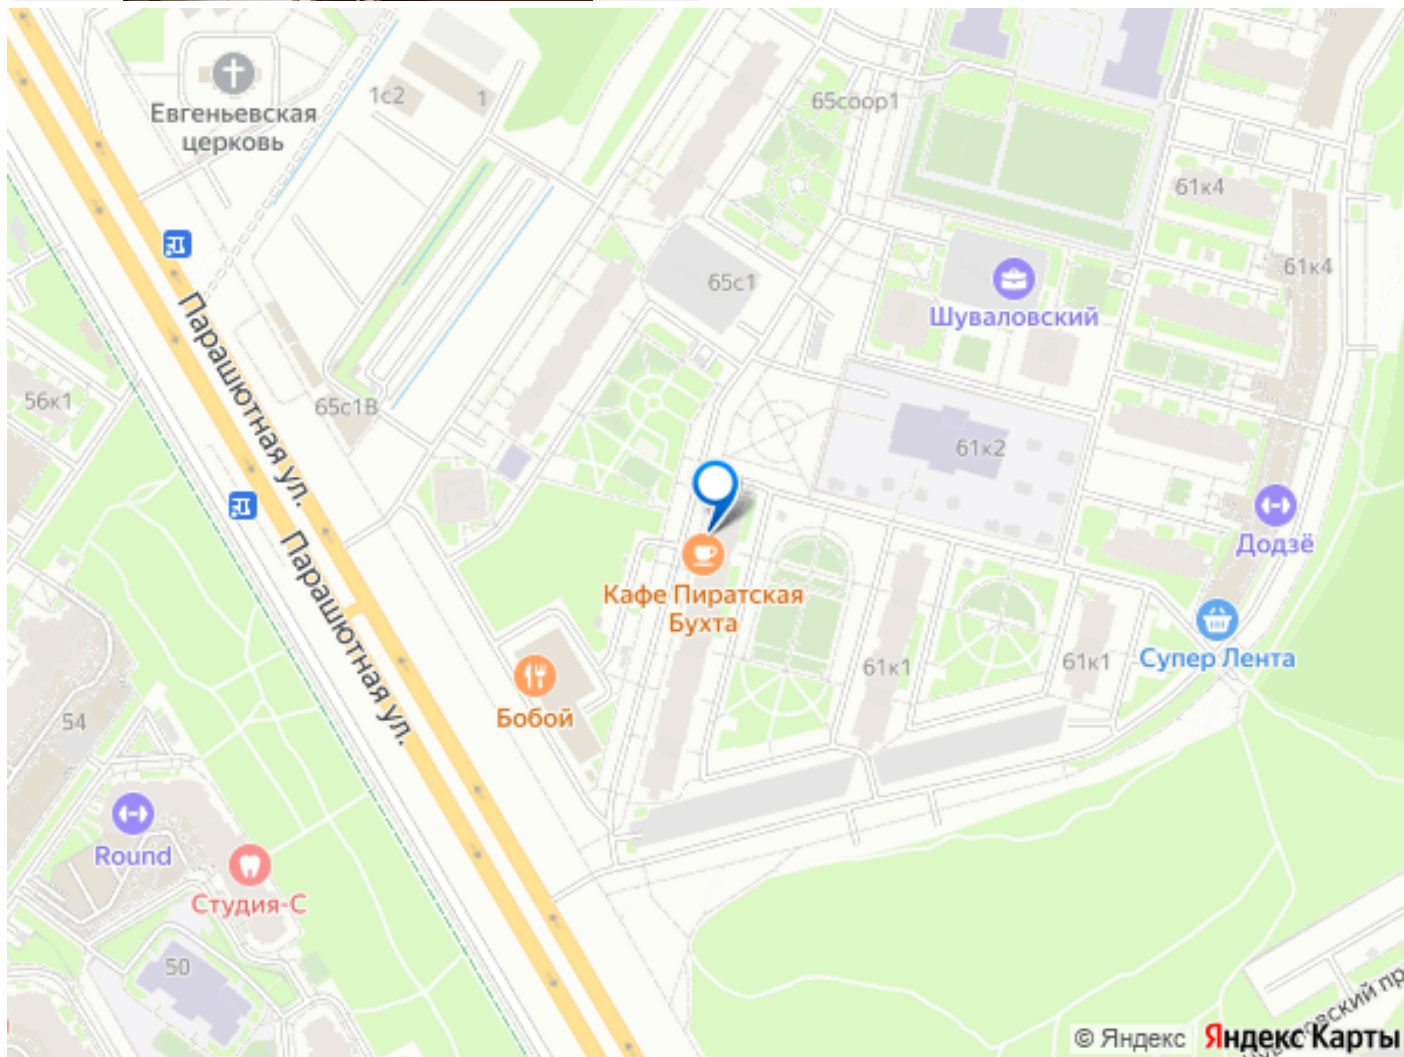 Евгеньевская
церковь
1с2
1
65соор1
61к4
61к4
65с1
Шуваловский
Парашютная ул.
56к1
65с1В
61к2
Додзё
Кафе Пиратская
Бухта
Парашютная ул.
61к1
61к1
Супер Лента
Бобой
54
Round
Студия-С
50
© Яндекс
Яндекс Карты